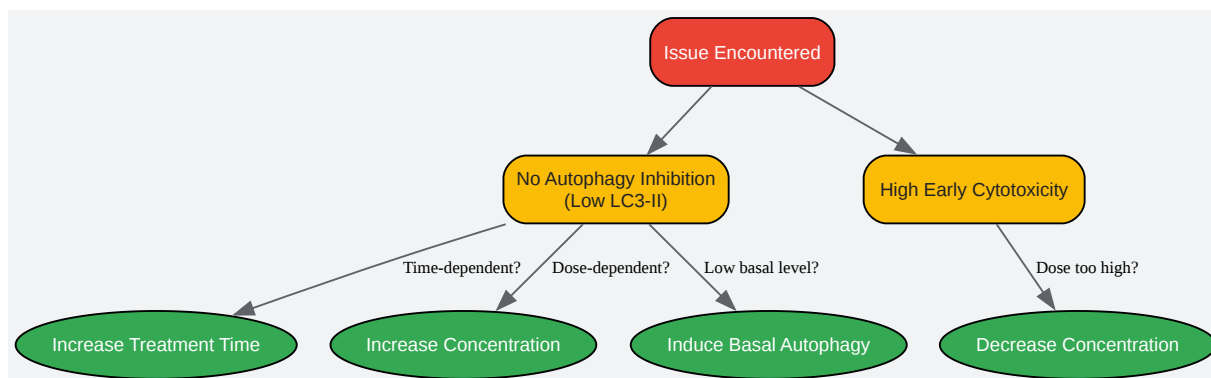 Issue Encountered
No Autophagy Inhibition
(Low LC3-II)
High Early Cytotoxicity
Time-dependent?
Dose-dependent?
Low basal level?
Dose too high?
Increase Treatment Time
Increase Concentration
Induce Basal Autophagy
Decrease Concentration